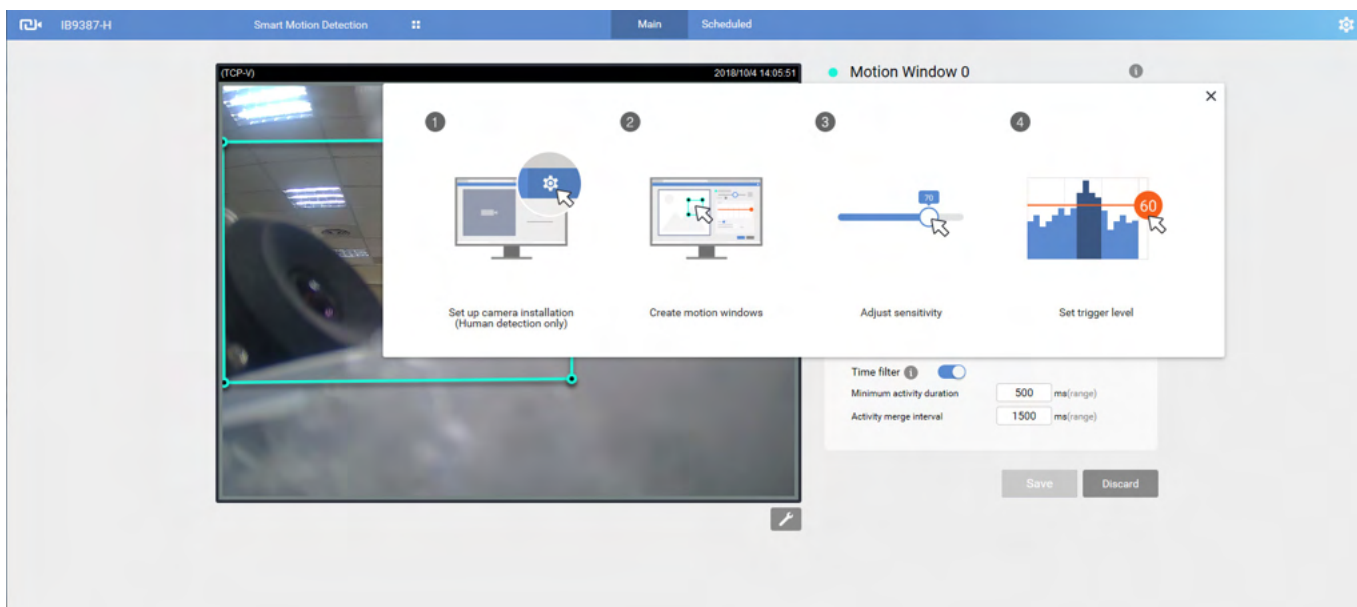 IB9387-H
Smart Motion Detection
Main
Scheduled
(TCP-V)
2018/10/4 14:05:51
Motion Window 0
1
2
3
4
70
60
Set up camera installation
(Human detection only)
Create motion windows
Adjust sensitivity
Set trigger level
Time filter
Minimum activity duration
500
ms(range)
Activity merge interval
1500
ms(range)
Save
Discard